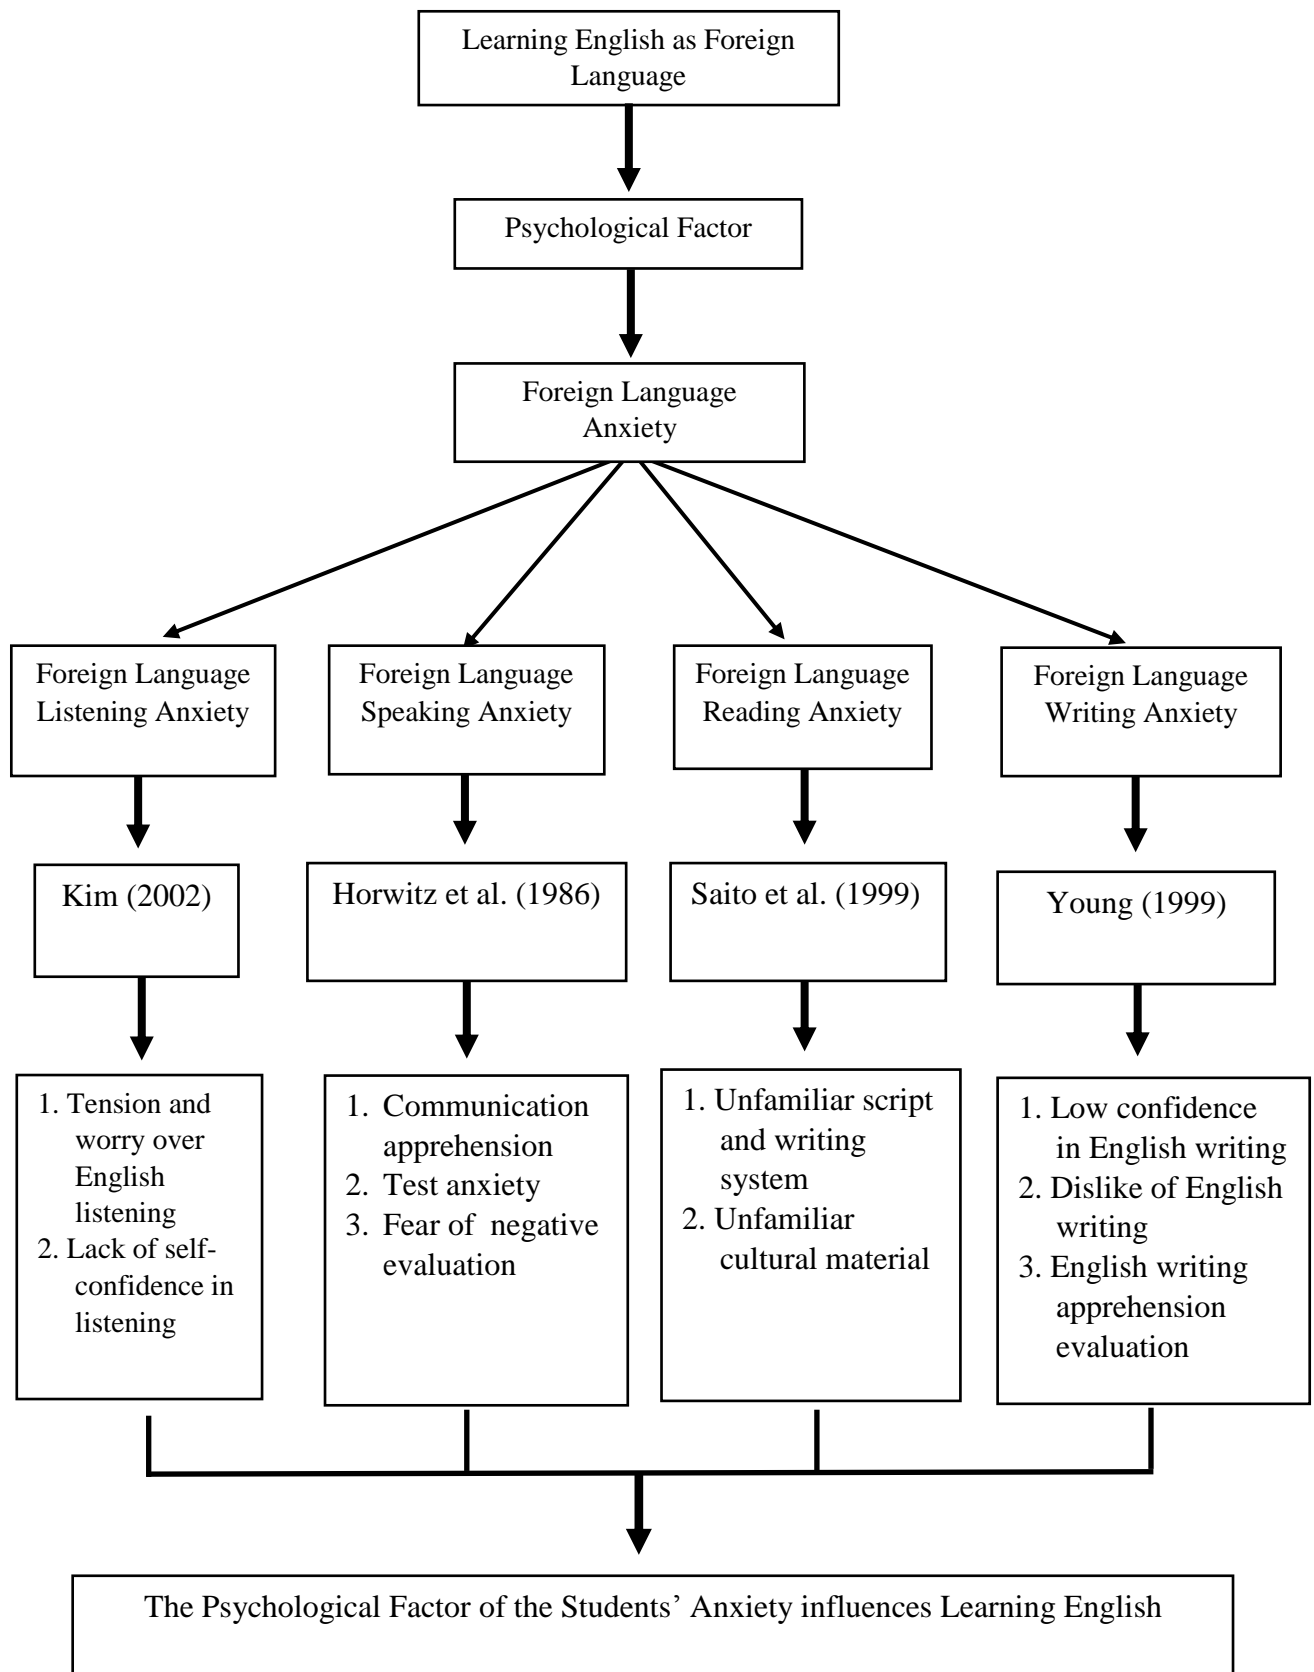 Learning English as Foreign
Language
Psychological Factor
Foreign Language
Anxiety
Foreign Language
Listening Anxiety
Foreign Language
Speaking Anxiety
Foreign Language
Reading Anxiety
Foreign Language
Writing Anxiety
Kim (2002)
Horwitz et al. (1986)
Saito et al. (1999)
Young (1999)
1. Tension and
worry over
English
listening
2. Lack of self-
confidence in
listening
1. Communication
apprehension
2. Test anxiety
3. Fear of negative
evaluation
1. Unfamiliar script
and writing
system
2. Unfamiliar
cultural material
1. Low confidence
in English writing
2. Dislike of English
writing
3. English writing
apprehension
evaluation
The Psychological Factor of the Students’ Anxiety influences Learning English